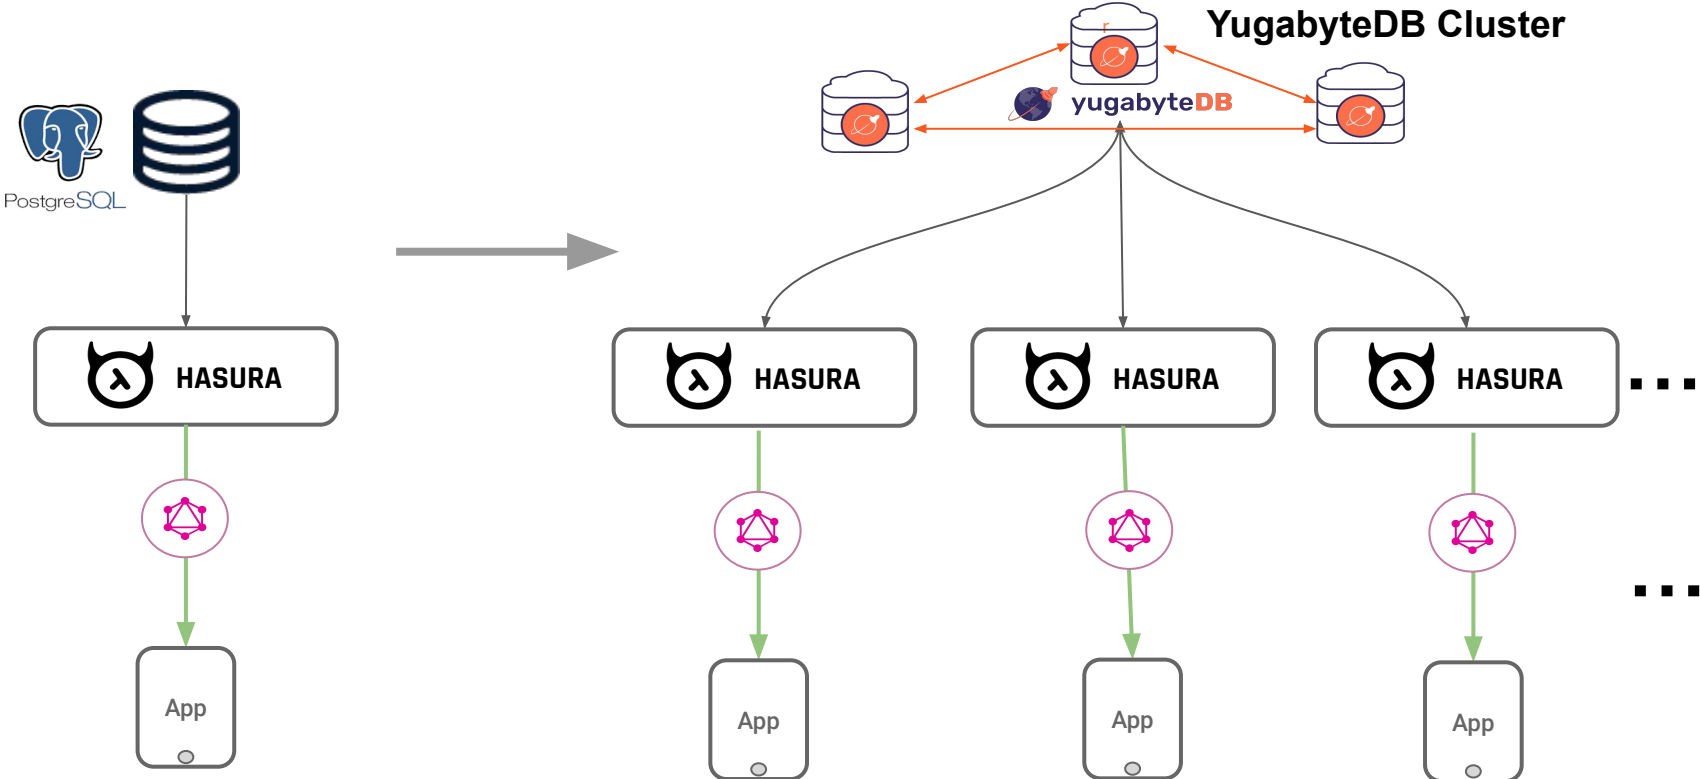 YugabyteDB Cluster
r
yugabyteDB
PostgreSQL
HASURA
HASURA
HASURA
HASURA
...
...
App
App
App
App